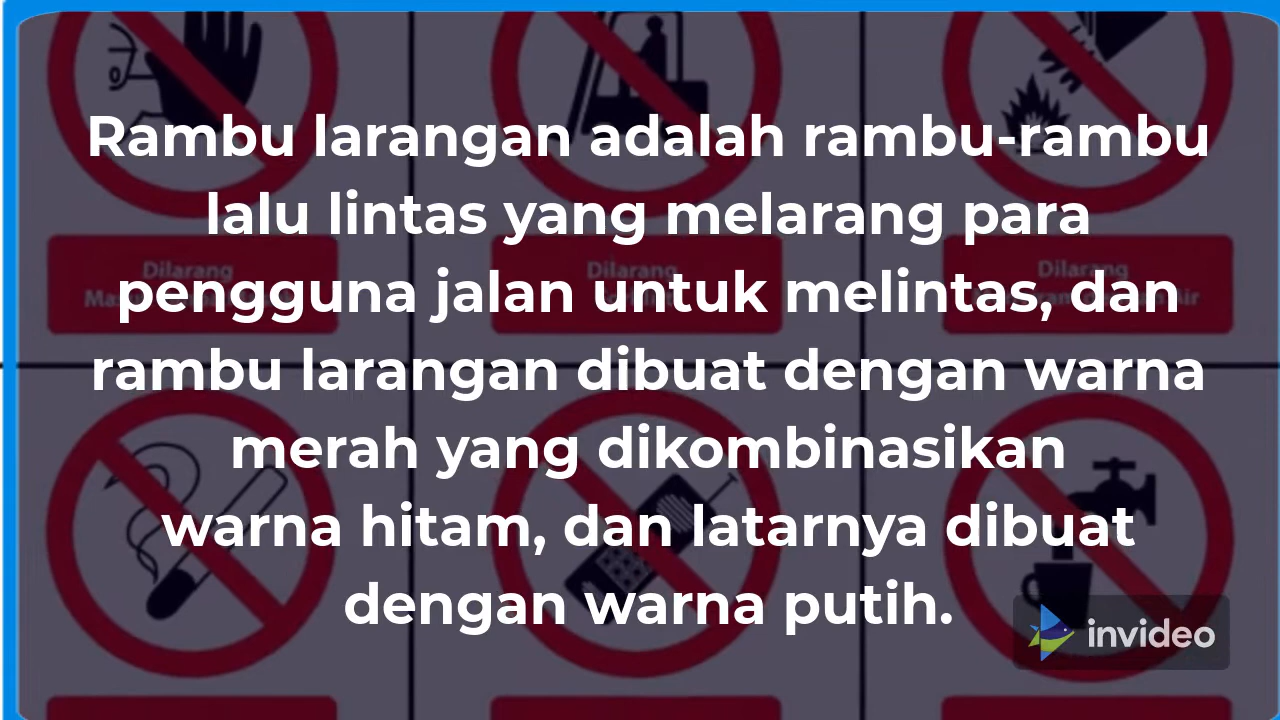 Rambu larangan adalah rambu-rambu
lalu lintas yang melarang para
pengguna jalan untuk melintas, dan
rambu larangan dibuat dengan warna
merah yang dikombinasikan
warna hitam, dan latarnya dibuat
dengan warna putih.
Dilarang
Dilarang
Dilarang
Air
invideo